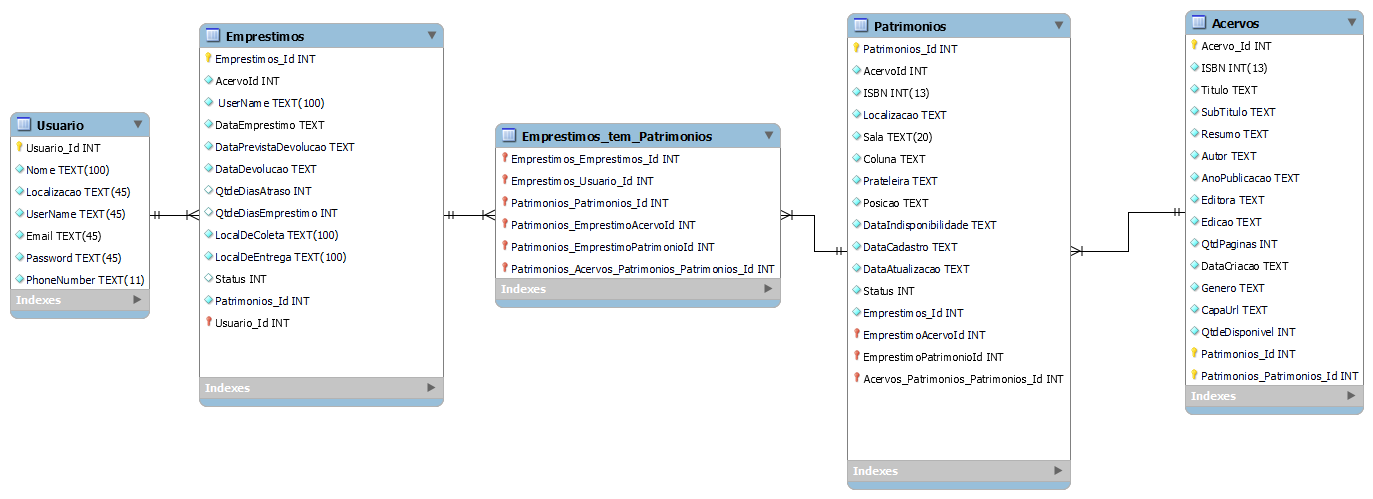 Usuario
Usuario_Id INT
Nome TEXT(100)
Localizacao TEXT(45)
UserName TEXT(45)
Email TEXT(45)
Password TEXT(45)
PhoneNumber TEXT(11)
Indexes
Emprestimos
Emprestimos_Id INT
AcervoId INT
UserName TEXT(100)
DataEmprestimo TEXT
DataPrevistaDevolucao TEXT
DataDevolucao TEXT
QtdeDiasAtraso INT
QtdeDiasEmprestimo INT
LocalDeColeta TEXT(100)
LocalDeEntrega TEXT(100)
Status INT
Patrimonios_Id INT
Usuario_Id INT
Indexes
Emprestimos_tem_Patrimonios
Emprestimos_Emprestimos_Id INT
Emprestimos_Usuario_Id INT
Patrimonios_Patrimonios_Id INT
Patrimonios_EmprestimoAcervoId INT
Patrimonios_EmprestimoPatrimonioId INT
Patrimonios_Acervos_Patrimonios_Patrimonios_Id INT
Indexes
Patrimonios
Patrimonios_Id INT
AcervoId INT
ISBN INT(13)
Localizacao TEXT
Sala TEXT(20)
Coluna TEXT
Prateleira TEXT
Posicao TEXT
DataIndisponibilidade TEXT
DataCadastro TEXT
DataAtualizacao TEXT
Status INT
Emprestimos_Id INT
EmprestimoAcervoId INT
EmprestimoPatrimonioId INT
Acervos_Patrimonios_Patrimonios_Id INT
Indexes
Acervos
Acervo_Id INT
ISBN INT(13)
Titulo TEXT
SubTitulo TEXT
Resumo TEXT
Autor TEXT
AnoPublicacao TEXT
Editora TEXT
Edicao TEXT
QtdPaginas INT
DataCriacao TEXT
Genero TEXT
CapaUrl TEXT
QtdeDisponivel INT
Patrimonios_Id INT
Patrimonios_Patrimonios_Id INT
Indexes